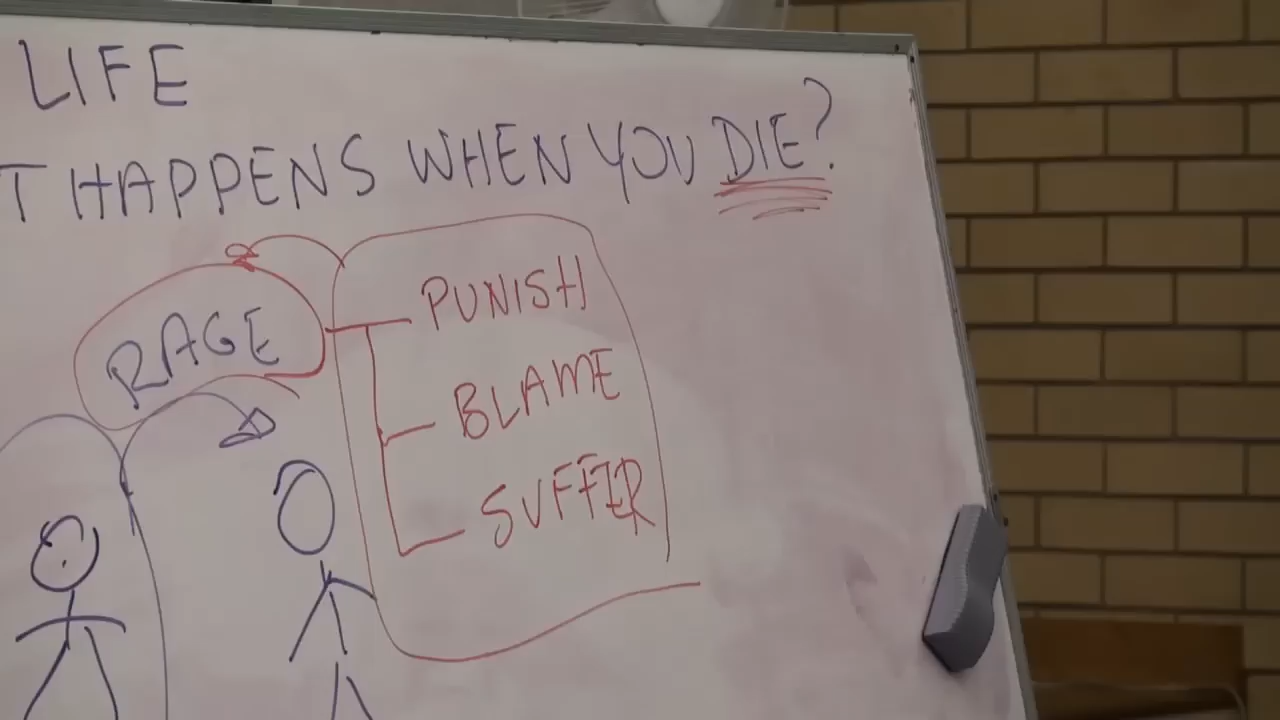 LIFE
T HAPPENS WHEN YOU DIE?
RAGE
PUNISH
BLAME
SUFFER